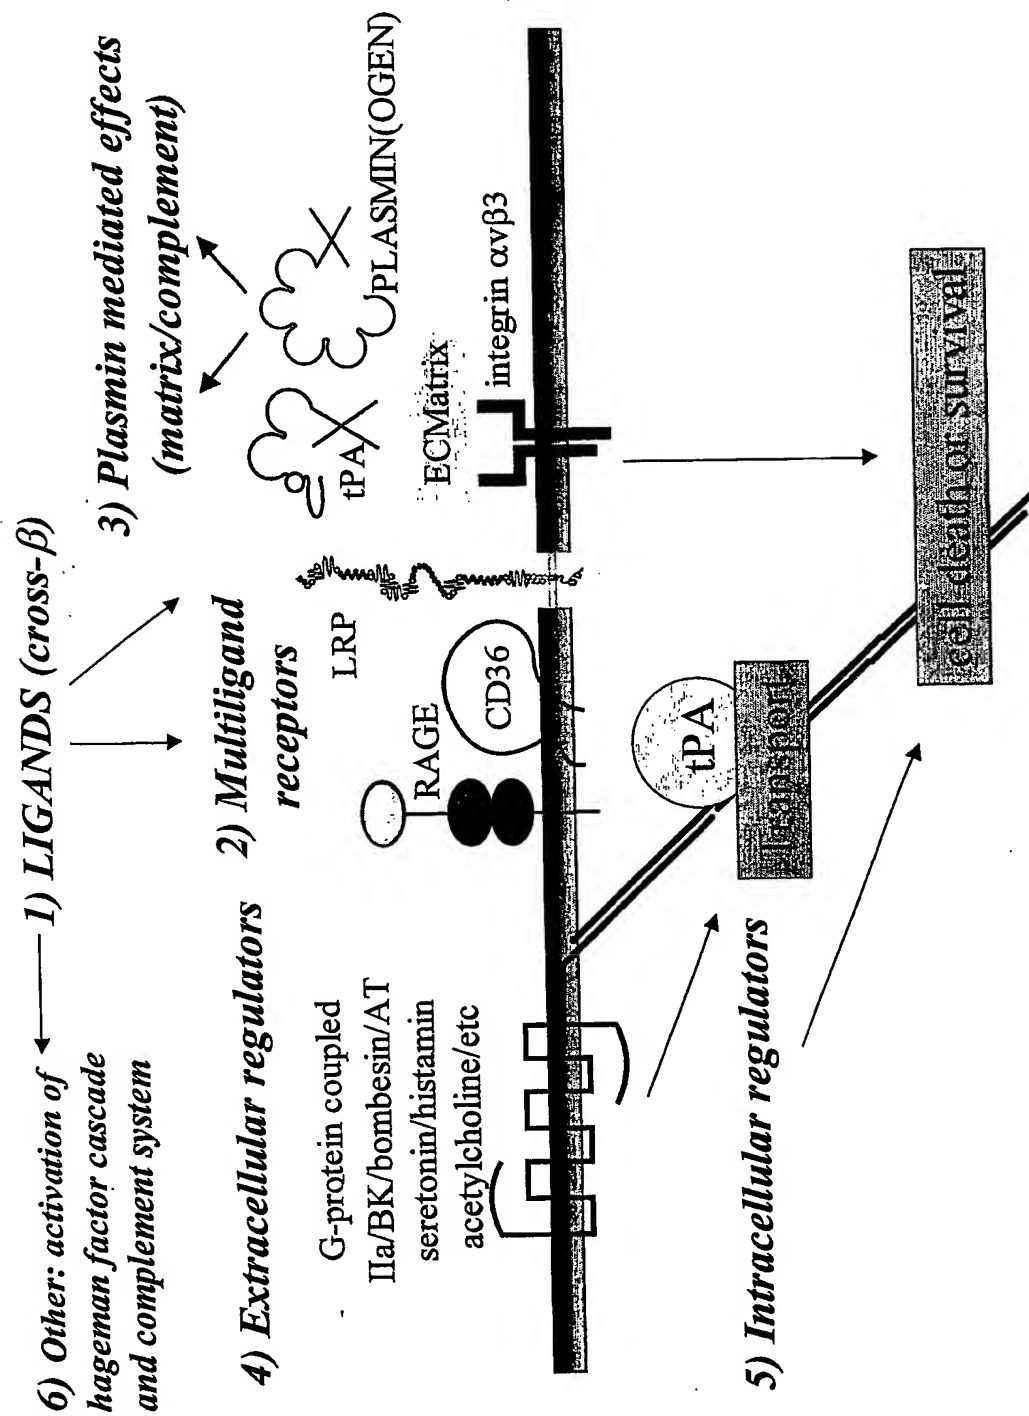 6) Other: activation of
hageman factor cascade
and complement system
1) LIGANDS (cross-β)
3) Plasmin mediated effects
(matrix/complement)
4) Extracellular regulators
2) Multiligand
receptors
G-protein coupled
IIa/BK/bombesin/AT
seretonin/histamin
acetylcholine/etc
RAGE
CD36
LRP
tPA
PLASMIN(OGEN)
ECMatrix
integrin αvβ3
5) Intracellular regulators
tPA
Transport
cell death or survival